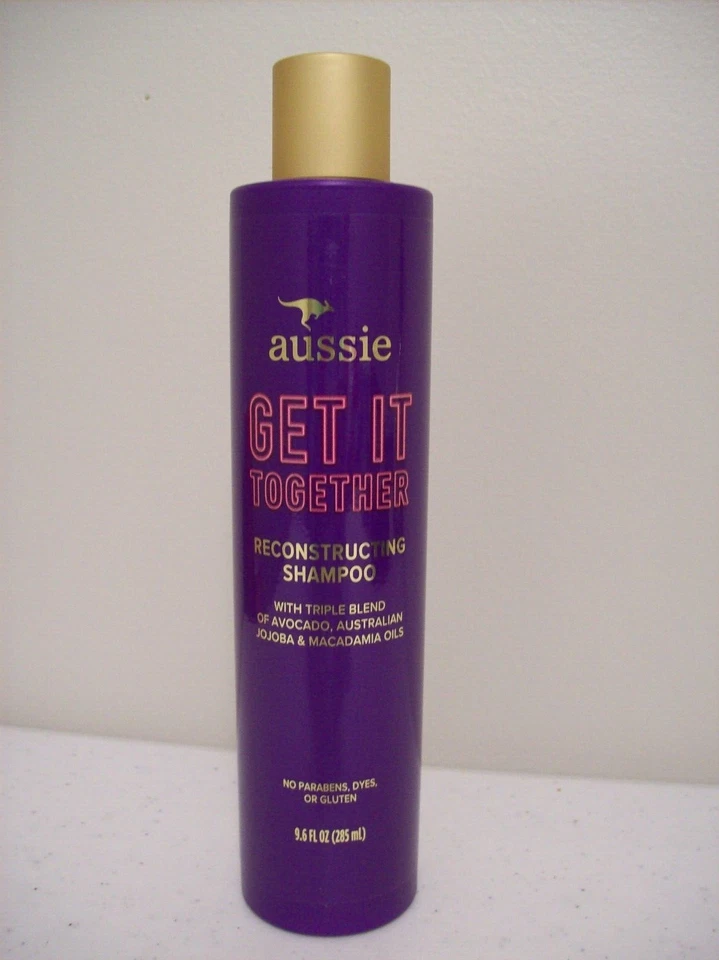 aussie
GET IT
TOGETHER
RECONSTRUCTING
SHAMPOO
WITH TRIPLE BLEND
OF AVOCADO, AUSTRALIAN
JOJOBA & MACADAMIA OILS
NO PARABENS, DYES,
OR GLUTEN
9.6 FL OZ (285 mL)